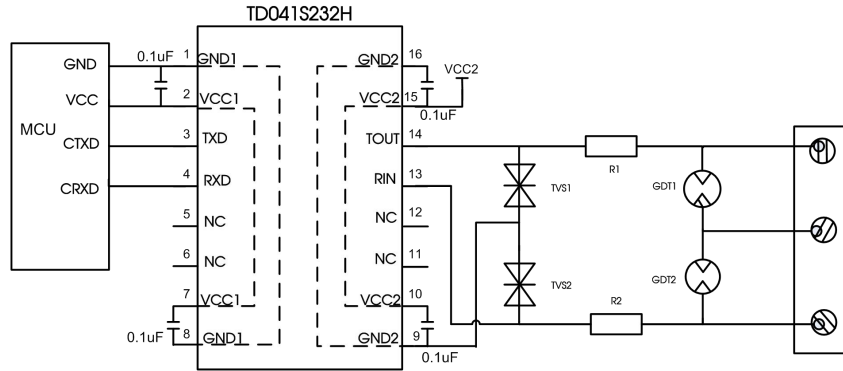 TD041S232H
MCU
GND
VCC
CTXD
CRXD
0.1uF
1 GND1
2 VCC1
3 TXD
4 RXD
5 NC
6 NC
7 VCC1
8 GND1
0.1uF
GND2 16
VCC2 15
TOUT 14
RIN 13
NC 12
NC 11
VCC2 10
GND2 9
VCC2
0.1uF
0.1uF
TVS1
TVS2
R1
R2
GDT1
GDT2